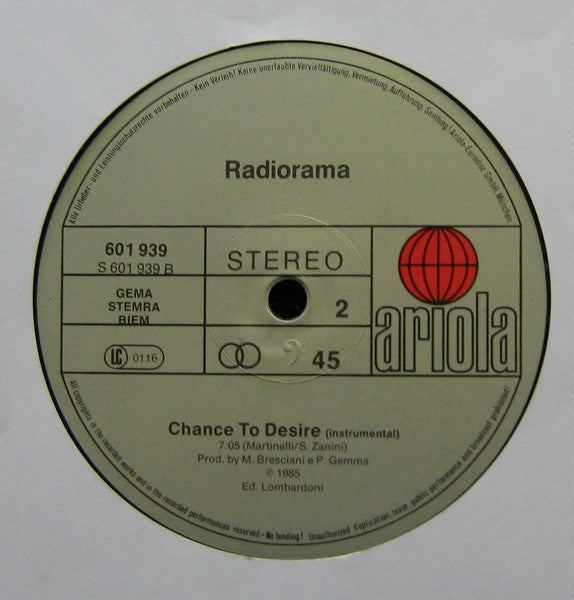 Alle Urheber- und Leistungsschutzrechte vorbehalten – Kein Verleih! Keine unerlaubte Vervielfältigung, Vermietung, Aufführung, Sendung! Ariola-Eurodisc GmbH, München
Radiorama
601 939
S 601 939 B
STEREO
GEMA
STEMRA
BIEM
2
ariola
LC 0116
45
Chance To Desire (instrumental)
7:05 (Martinelli/S. Zanini)
Prod. by M. Bresciani e P. Gemma
℗ 1985
Ed. Lombardoni
All copyrights in the recorded works and in the recorded performances reserved – No lending! Unauthorized duplication, lease, public performance and broadcast prohibited!